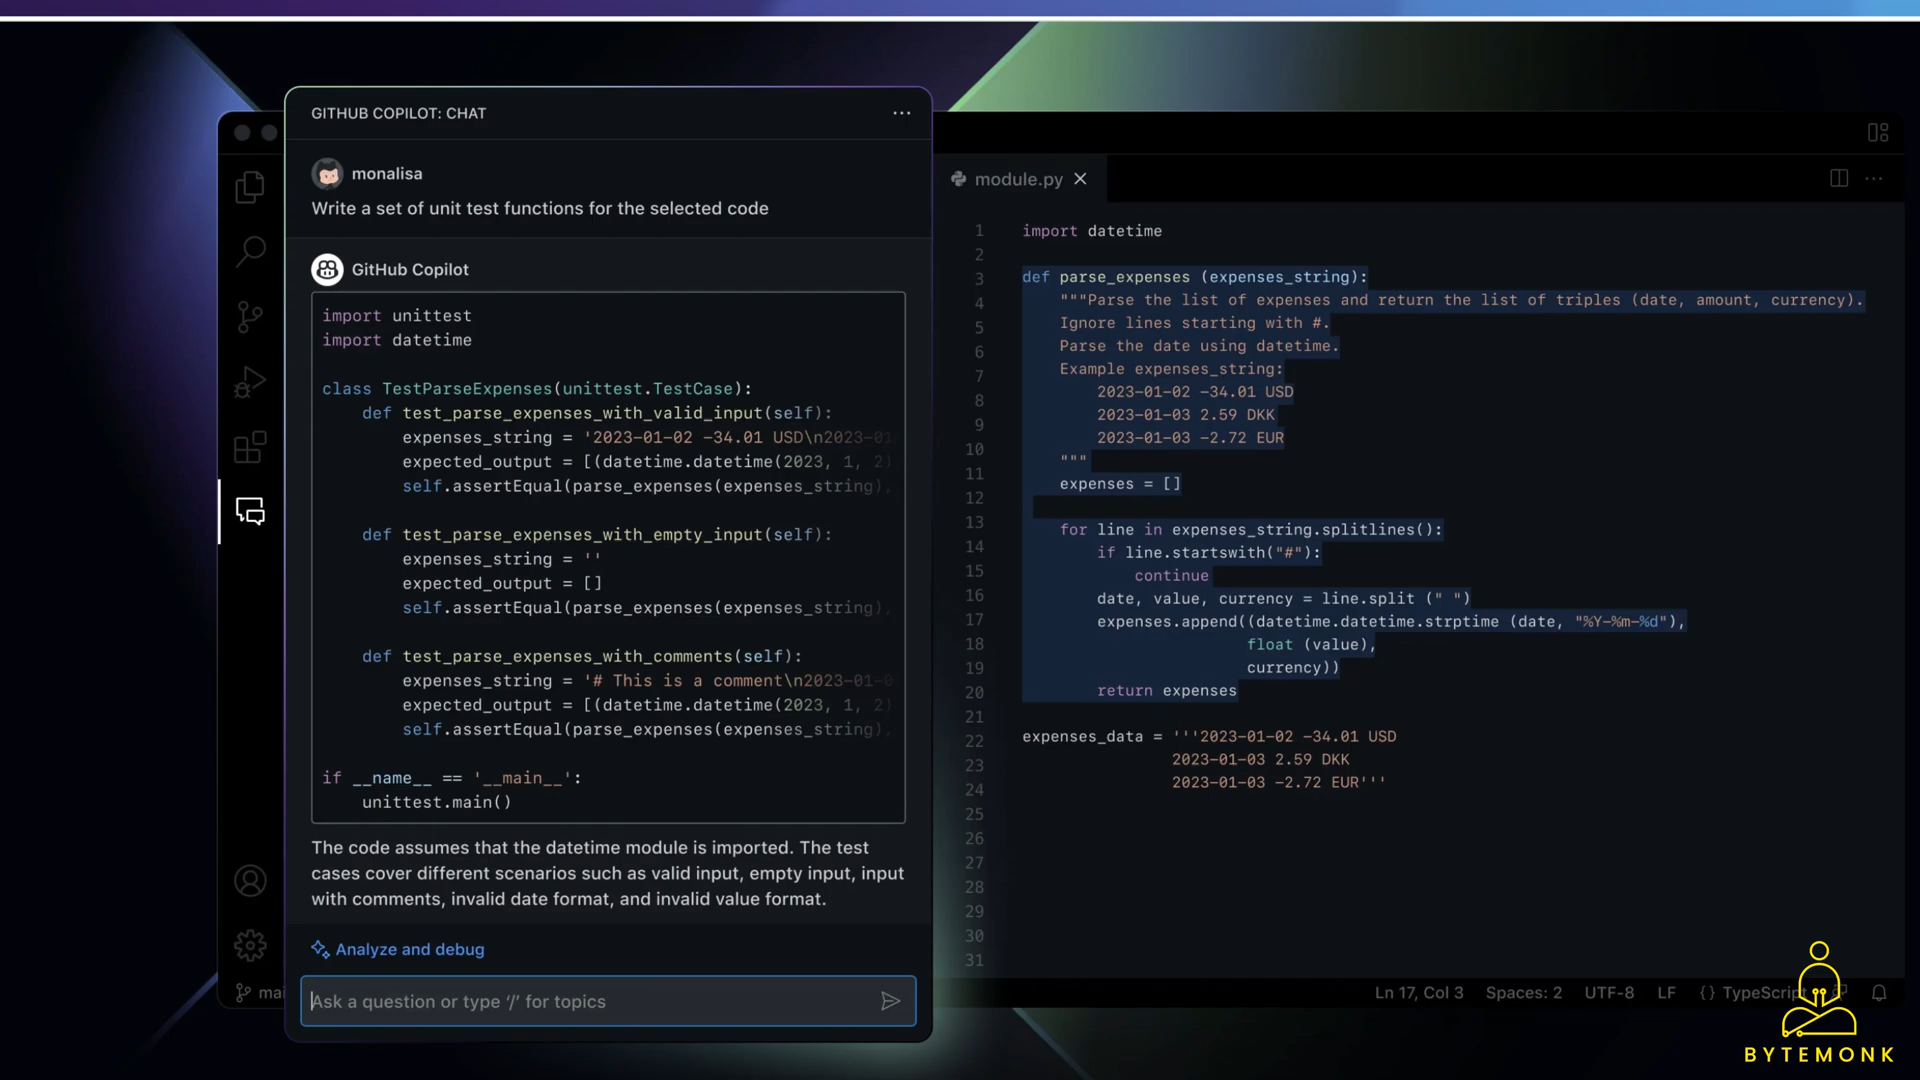 GITHUB COPILOT: CHAT
monalisa
Write a set of unit test functions for the selected code
GitHub Copilot
import unittest
import datetime
class TestParseExpenses(unittest.TestCase):
def test_parse_expenses_with_valid_input(self):
expenses_string = '2023-01-02 -34.01 USD\n2023-01
expected_output = [(datetime.datetime(2023, 1, 2)
self.assertEqual(parse_expenses(expenses_string),
def test_parse_expenses_with_empty_input(self):
expenses_string = ''
expected_output = []
self.assertEqual(parse_expenses(expenses_string),
def test_parse_expenses_with_comments(self):
expenses_string = '# This is a comment\n2023-01-0
expected_output = [(datetime.datetime(2023, 1, 2)
self.assertEqual(parse_expenses(expenses_string),
if __name__ == '__main__':
unittest.main()
The code assumes that the datetime module is imported. The test
cases cover different scenarios such as valid input, empty input, input
with comments, invalid date format, and invalid value format.
Analyze and debug
Ask a question or type ‘/’ for topics
mai
module.py
1 import datetime
2
3 def parse_expenses (expenses_string):
4 """Parse the list of expenses and return the list of triples (date, amount, currency).
5 Ignore lines starting with #.
6 Parse the date using datetime.
7 Example expenses_string:
8 2023-01-02 -34.01 USD
9 2023-01-03 2.59 DKK
10 2023-01-03 -2.72 EUR
"""
11 expenses = []
12
13 for line in expenses_string.splitlines():
14 if line.startswith("#"):
15 continue
16 date, value, currency = line.split (" ")
17 expenses.append((datetime.datetime.strptime (date, "%Y-%m-%d"),
18 float (value),
19 currency))
20 return expenses
21
22 expenses_data = '''2023-01-02 -34.01 USD
23 2023-01-03 2.59 DKK
24 2023-01-03 -2.72 EUR'''
25
26
27
28
29
30
31
Ln 17, Col 3 Spaces: 2 UTF-8 LF {} TypeScript
BYTEMONK